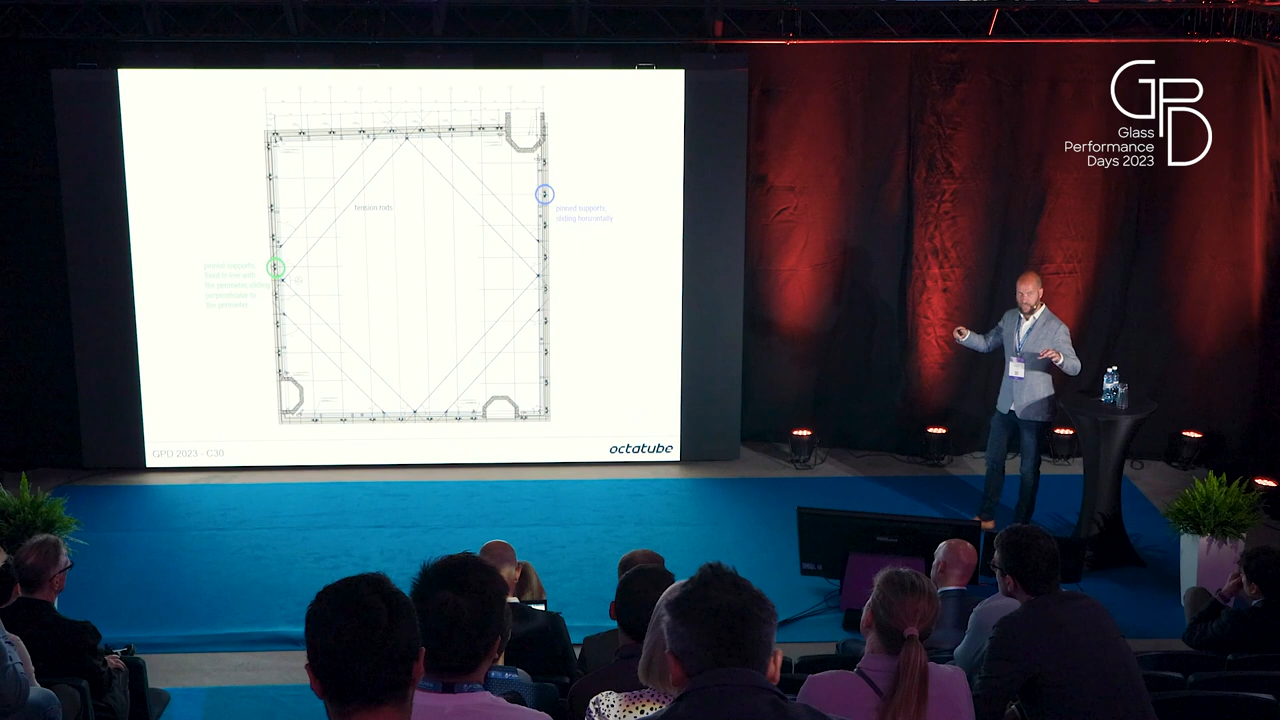 GPD
Glass
Performance
Days 2023
tension rods
pinned supports,
sliding horizontally
pinned supports,
fixed in line with
the perimeter, sliding
perpendicular to
the perimeter
GPD 2023 - C30
octatube